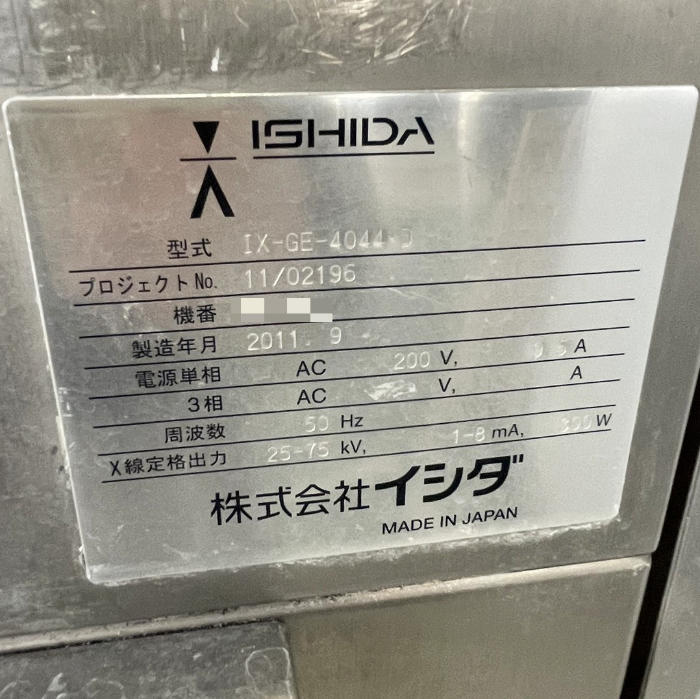 ISHIDA
型式 IX-GE-4044-D
プロジェクトNo. 11/02196
機番
製造年月 2011. 9
電源単相 AC 200 V, A
3相 AC V, A
周波数 50 Hz
X線定格出力 25-75 kV, 1-8 mA, W
株式会社イシダ
MADE IN JAPAN